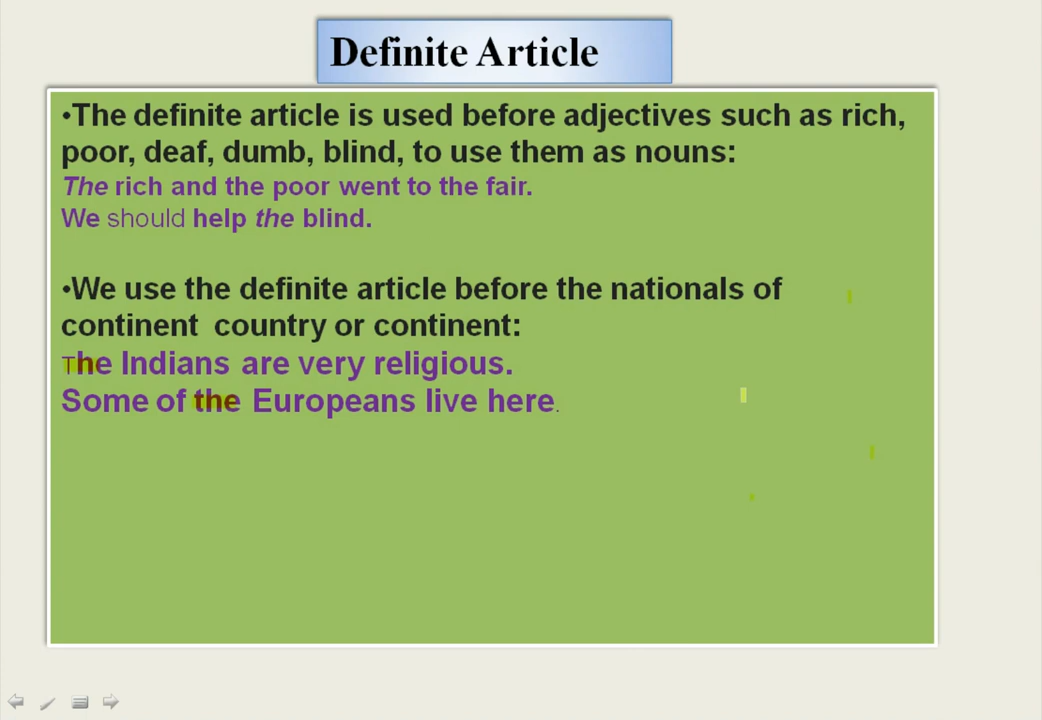 Definite Article
•The definite article is used before adjectives such as rich,
poor, deaf, dumb, blind, to use them as nouns:
The rich and the poor went to the fair.
We should help the blind.
•We use the definite article before the nationals of
continent country or continent:
The Indians are very religious.
Some of the Europeans live here.